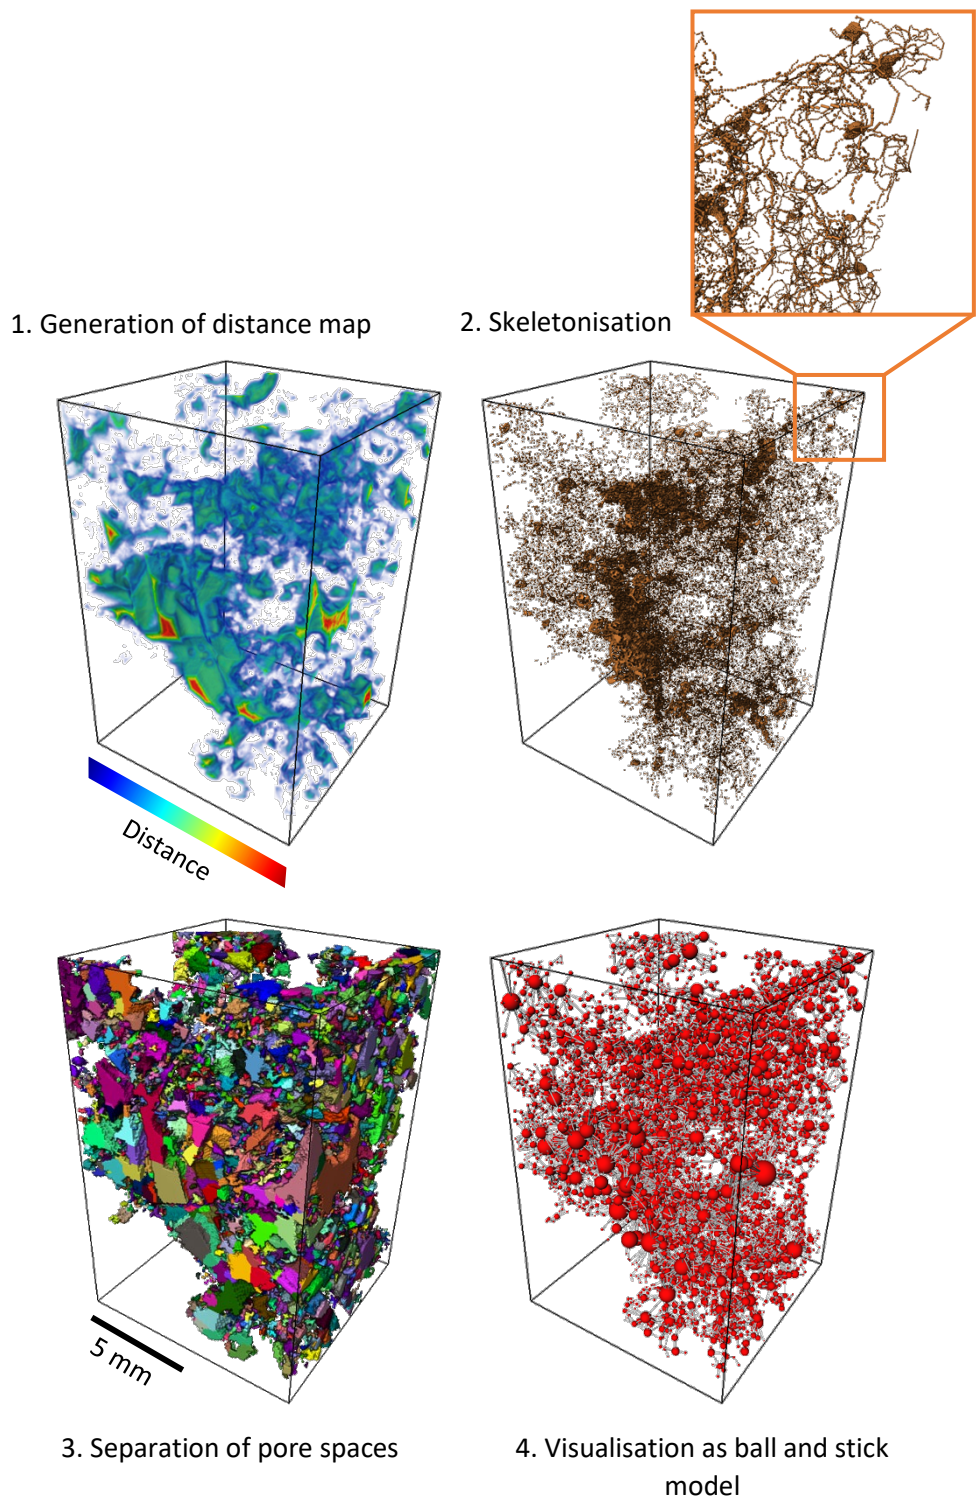 1. Generation of distance map
2. Skeletonisation
Distance
5 mm
3. Separation of pore spaces
4. Visualisation as ball and stick
model